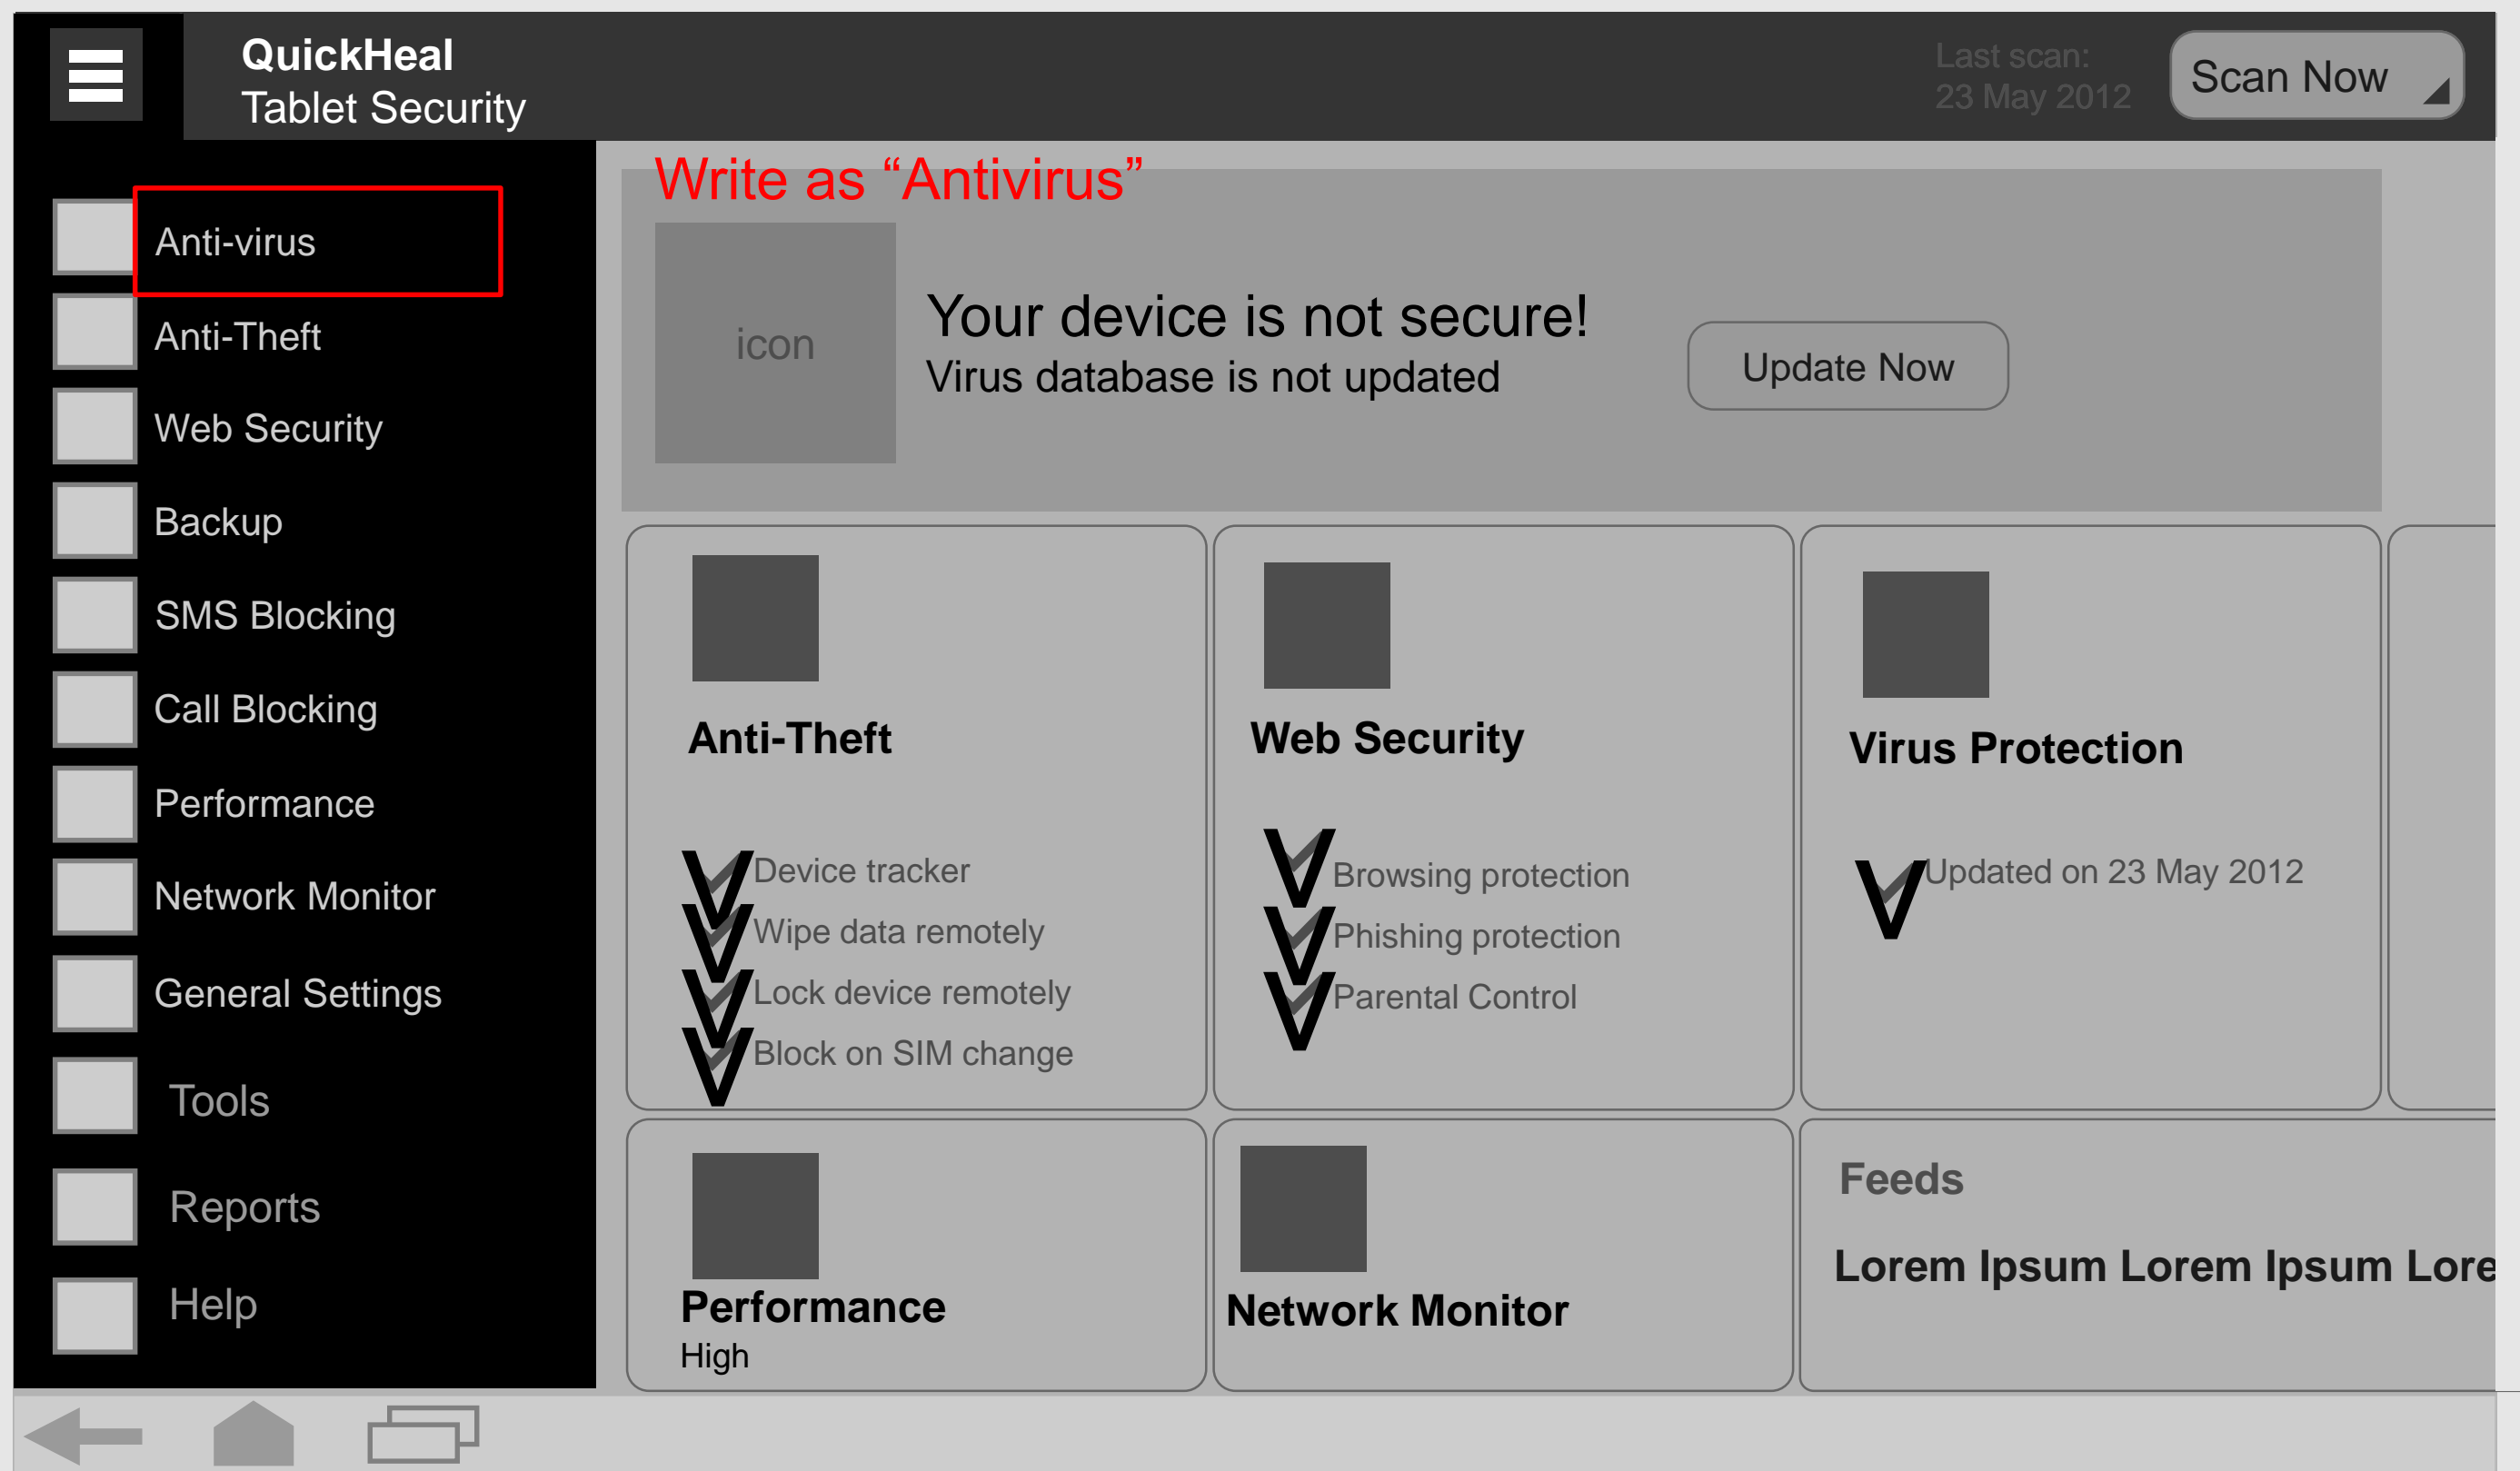 QuickHeal
Tablet Security
Last scan:
23 May 2012
Scan Now
Write as “Antivirus”
Anti-virus
Anti-Theft
Web Security
Backup
SMS Blocking
Call Blocking
Performance
Network Monitor
General Settings
Tools
Reports
Help
icon
Your device is not secure!
Virus database is not updated
Update Now
Anti-Theft
Device tracker
Wipe data remotely
Lock device remotely
Block on SIM change
Web Security
Browsing protection
Phishing protection
Parental Control
Virus Protection
Updated on 23 May 2012
Performance
High
Network Monitor
Feeds
Lorem Ipsum Lorem Ipsum Lore